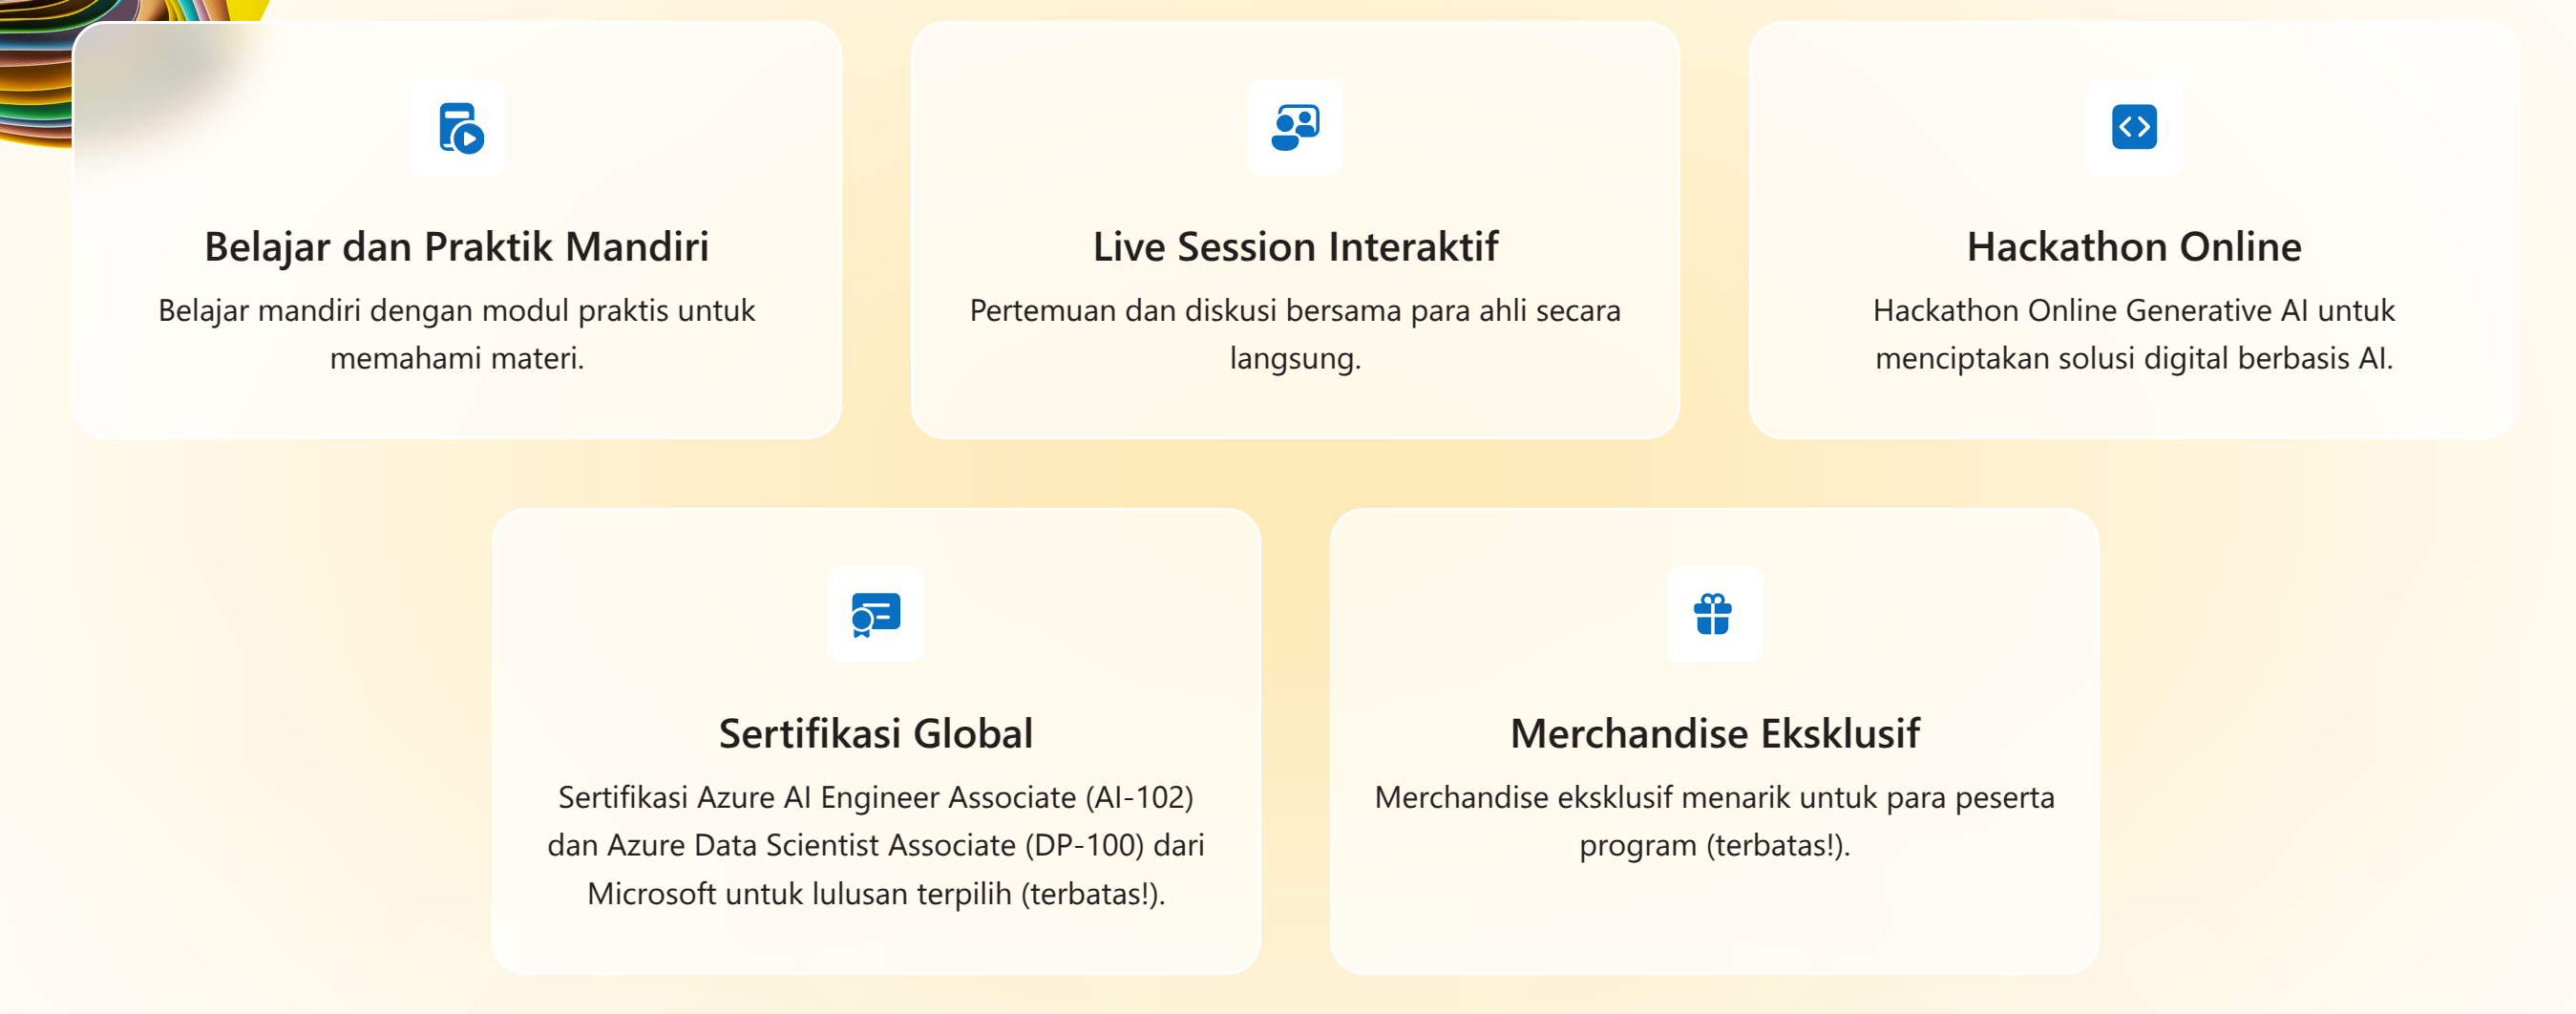 Belajar dan Praktik Mandiri
Belajar mandiri dengan modul praktis untuk
memahami materi.
Live Session Interaktif
Pertemuan dan diskusi bersama para ahli secara
langsung.
Hackathon Online
Hackathon Online Generative AI untuk
menciptakan solusi digital berbasis AI.
Sertifikasi Global
Sertifikasi Azure AI Engineer Associate (AI-102)
dan Azure Data Scientist Associate (DP-100) dari
Microsoft untuk lulusan terpilih (terbatas!).
Merchandise Eksklusif
Merchandise eksklusif menarik untuk para peserta
program (terbatas!).